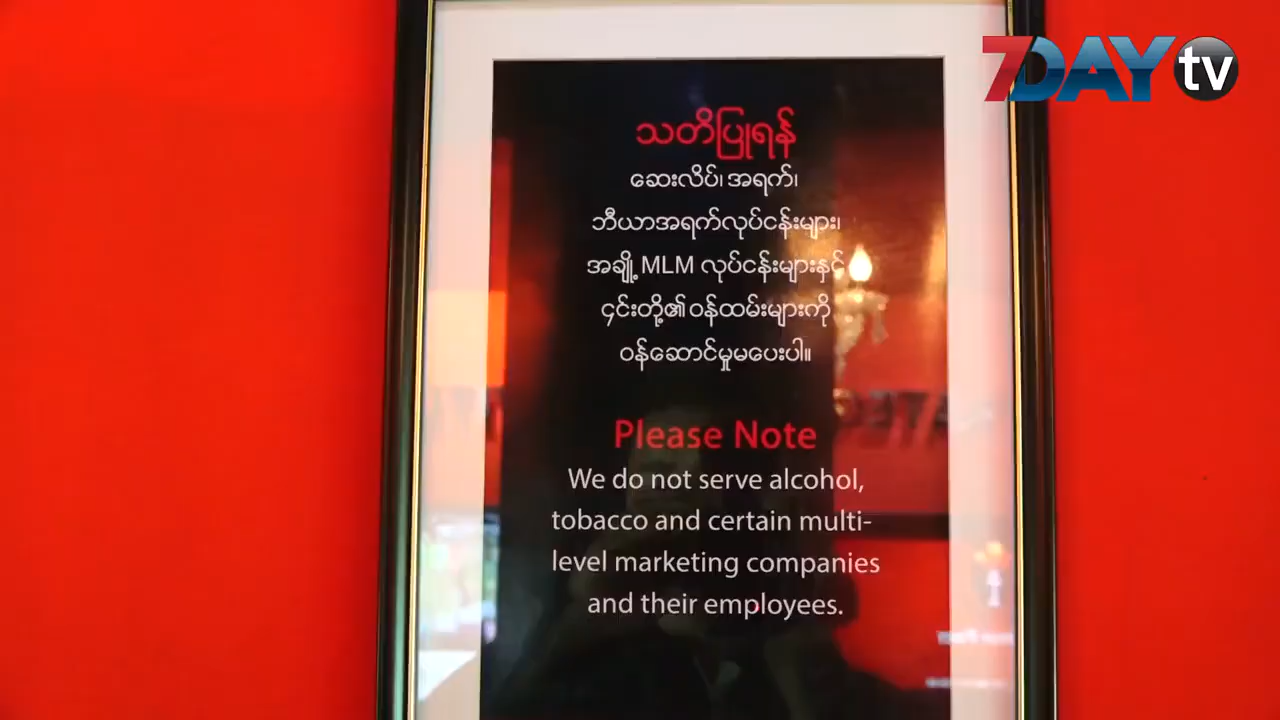 7DAY tv
သတိပြုရန်
ဆေးလိပ်၊ အရက်၊
ဘီယာအရက်လုပ်ငန်းများ၊
အချို့ MLM လုပ်ငန်းများနှင့်
၄င်းတို့၏ ဝန်ထမ်းများကို
ဝန်ဆောင်မှုမပေးပါ။
Please Note
We do not serve alcohol,
tobacco and certain multi-
level marketing companies
and their employees.